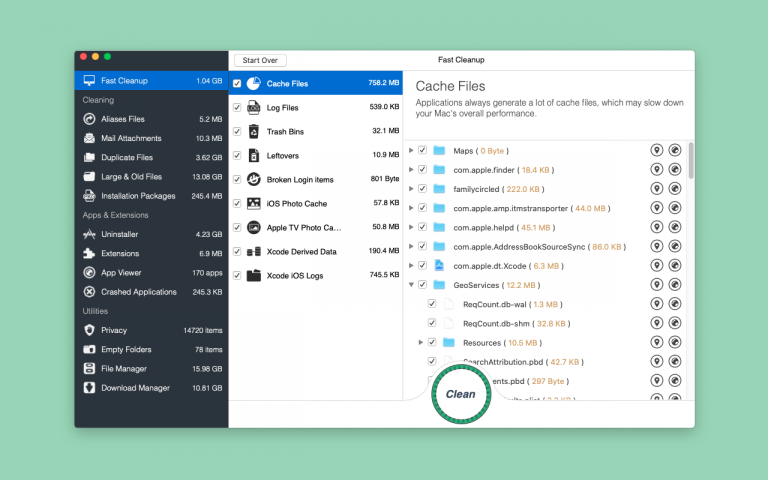 Start Over
Fast Cleanup
Fast Cleanup 1.04 GB
Cleaning
Aliases Files 5.2 MB
Mail Attachments 10.3 MB
Duplicate Files 3.62 GB
Large & Old Files 13.08 GB
Installation Packages 245.4 MB
Apps & Extensions
Uninstaller 4.23 GB
Extensions 6.9 MB
App Viewer 170 apps
Crashed Applications 245.3 KB
Utilities
Privacy 14720 items
Empty Folders 78 items
File Manager 15.98 GB
Download Manager 10.81 GB
Cache Files 758.2 MB
Log Files 539.0 KB
Trash Bins 32.1 MB
Leftovers 10.9 MB
Broken Login items 801 Byte
iOS Photo Cache 57.8 KB
Apple TV Photo Ca... 50.8 MB
Xcode Derived Data 190.4 MB
Xcode iOS Logs 745.5 KB
Cache Files
Applications always generate a lot of cache files, which may slow down
your Mac's overall performance.
Maps ( 0 Byte )
com.apple.finder ( 18.4 KB )
familycircled ( 222.0 KB )
com.apple.amp.itmstransporter ( 44.0 MB )
com.apple.helpd ( 45.1 MB )
com.apple.AddressBookSourceSync ( 86.0 KB )
com.apple.dt.Xcode ( 6.3 MB )
GeoServices ( 12.2 MB )
ReqCount.db-wal ( 1.3 MB )
ReqCount.db-shm ( 32.8 KB )
Resources ( 10.5 MB )
SearchAttribution.pbd ( 42.7 KB )
ents.pbd ( 297 Byte )
Clean